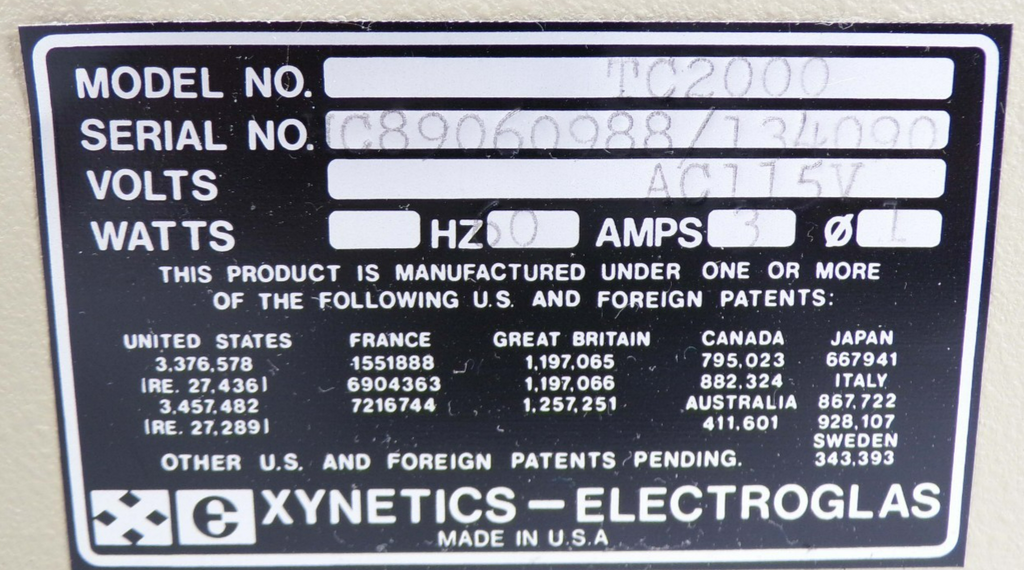 MODEL NO. TC2000
SERIAL NO. C89060988/134090
VOLTS AC115V
WATTS HZ 60 AMPS 3 Ø 1
THIS PRODUCT IS MANUFACTURED UNDER ONE OR MORE
OF THE FOLLOWING U.S. AND FOREIGN PATENTS:
UNITED STATES FRANCE GREAT BRITAIN CANADA JAPAN
3,376,578 1551888 1,197,065 795,023 667941
(RE. 27,436) 6904363 1,197,066 882,324 ITALY
3,457,482 7216744 1,257,251 AUSTRALIA 867,722
(RE. 27,289) 411,601 928,107
SWEDEN
OTHER U.S. AND FOREIGN PATENTS PENDING. 343,393
XYNETICS-ELECTROGLAS
MADE IN U.S.A